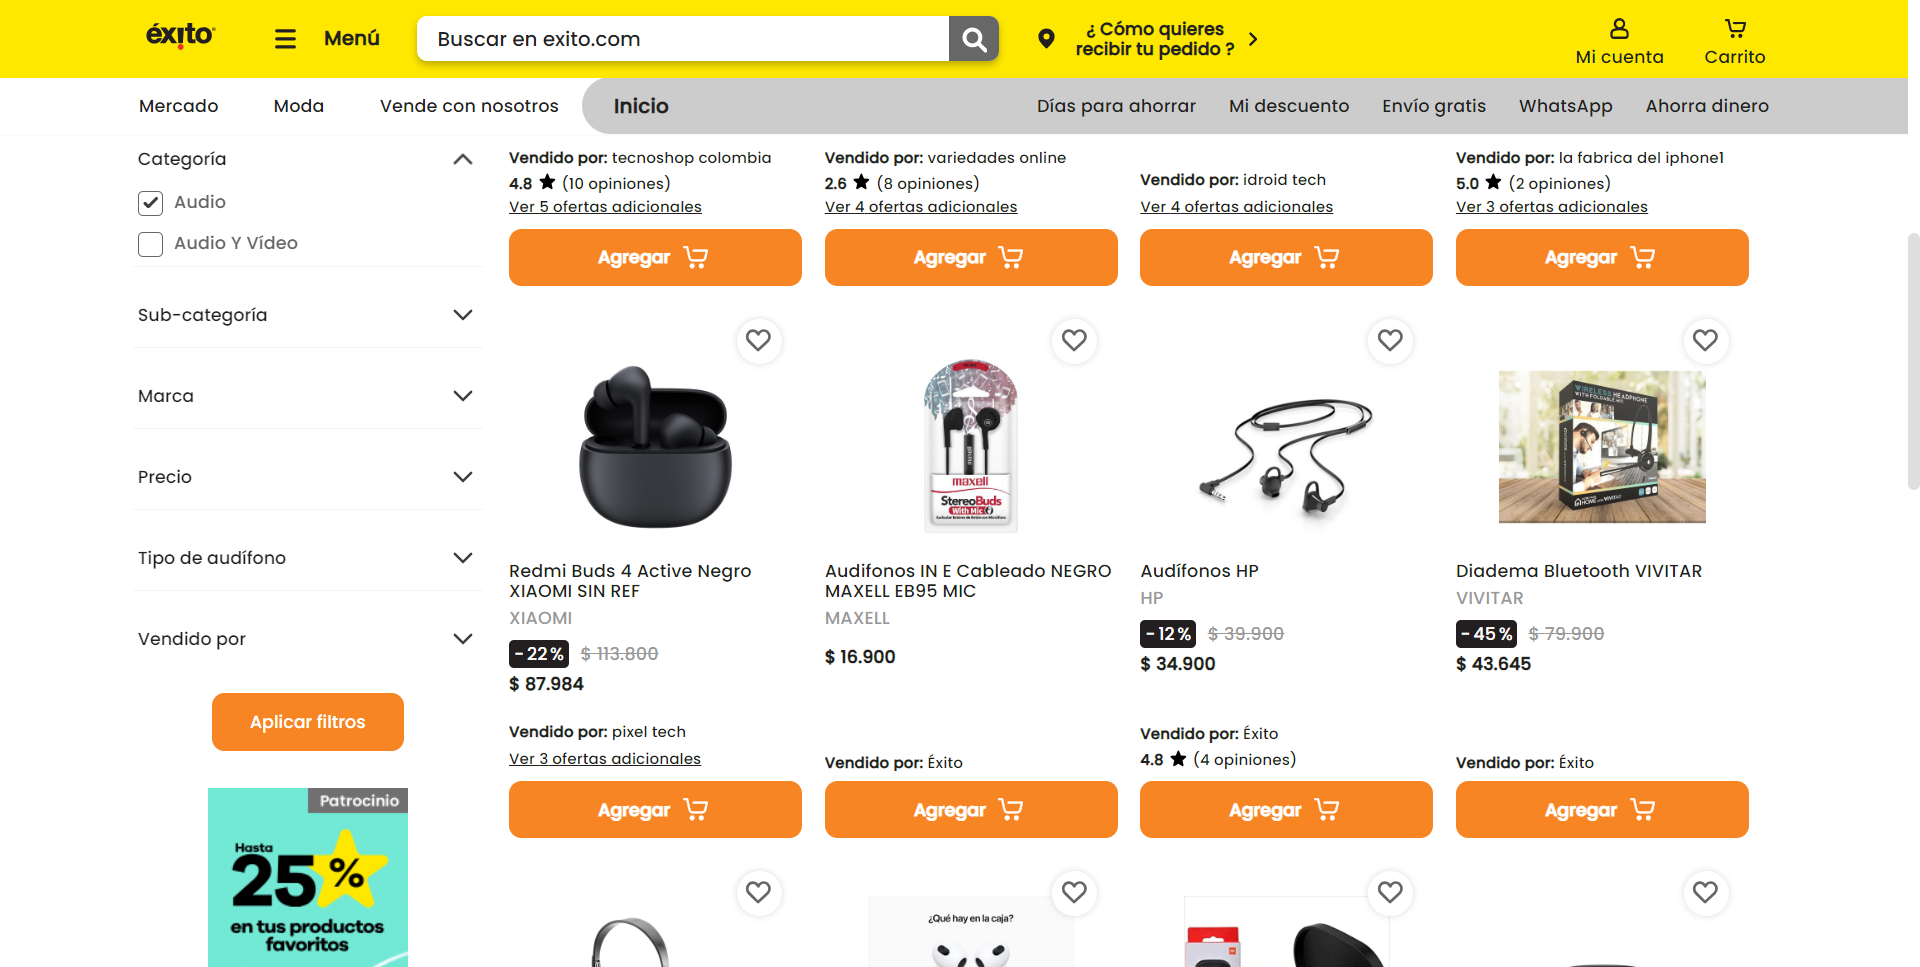 éxito
Menú
Buscar en exito.com
¿ Cómo quieres
recibir tu pedido ?
Mi cuenta
Carrito
Mercado
Moda
Vende con nosotros
Inicio
Días para ahorrar
Mi descuento
Envío gratis
WhatsApp
Ahorra dinero
Categoría
Audio
Audio Y Vídeo
Sub-categoría
Marca
Precio
Tipo de audífono
Vendido por
Aplicar filtros
Patrocinio
Hasta
25%
en tus productos
favoritos
Vendido por: tecnoshop colombia
4.8 ★ (10 opiniones)
Ver 5 ofertas adicionales
Agregar
Vendido por: variedades online
2.6 ★ (8 opiniones)
Ver 4 ofertas adicionales
Agregar
Vendido por: idroid tech
Ver 4 ofertas adicionales
Agregar
Vendido por: la fabrica del iphone1
5.0 ★ (2 opiniones)
Ver 3 ofertas adicionales
Agregar
Redmi Buds 4 Active Negro
XIAOMI SIN REF
XIAOMI
-22% $ 113.800
$ 87.984
Vendido por: pixel tech
Ver 3 ofertas adicionales
Agregar
maxell
StereoBuds
With Mic
Audifonos IN E Cableado NEGRO
MAXELL EB95 MIC
MAXELL
$ 16.900
Vendido por: Éxito
Agregar
Audífonos HP
HP
-12% $ 39.900
$ 34.900
Vendido por: Éxito
4.8 ★ (4 opiniones)
Agregar
WIRELESS HEADPHONE
WITH FOLDABLE MIC
HOME
VIVITAR
Diadema Bluetooth VIVITAR
VIVITAR
-45% $ 79.900
$ 43.645
Vendido por: Éxito
Agregar
¿Qué hay en la caja?